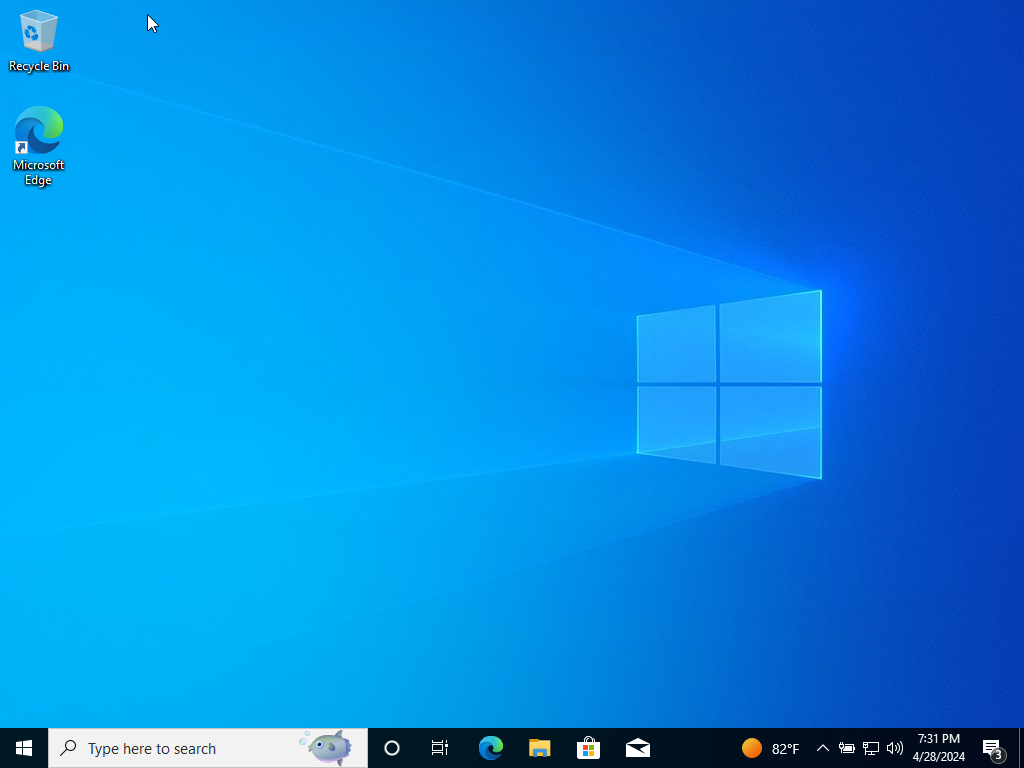 Recycle Bin
Microsoft
Edge
Type here to search
82°F
7:31 PM
4/28/2024
3